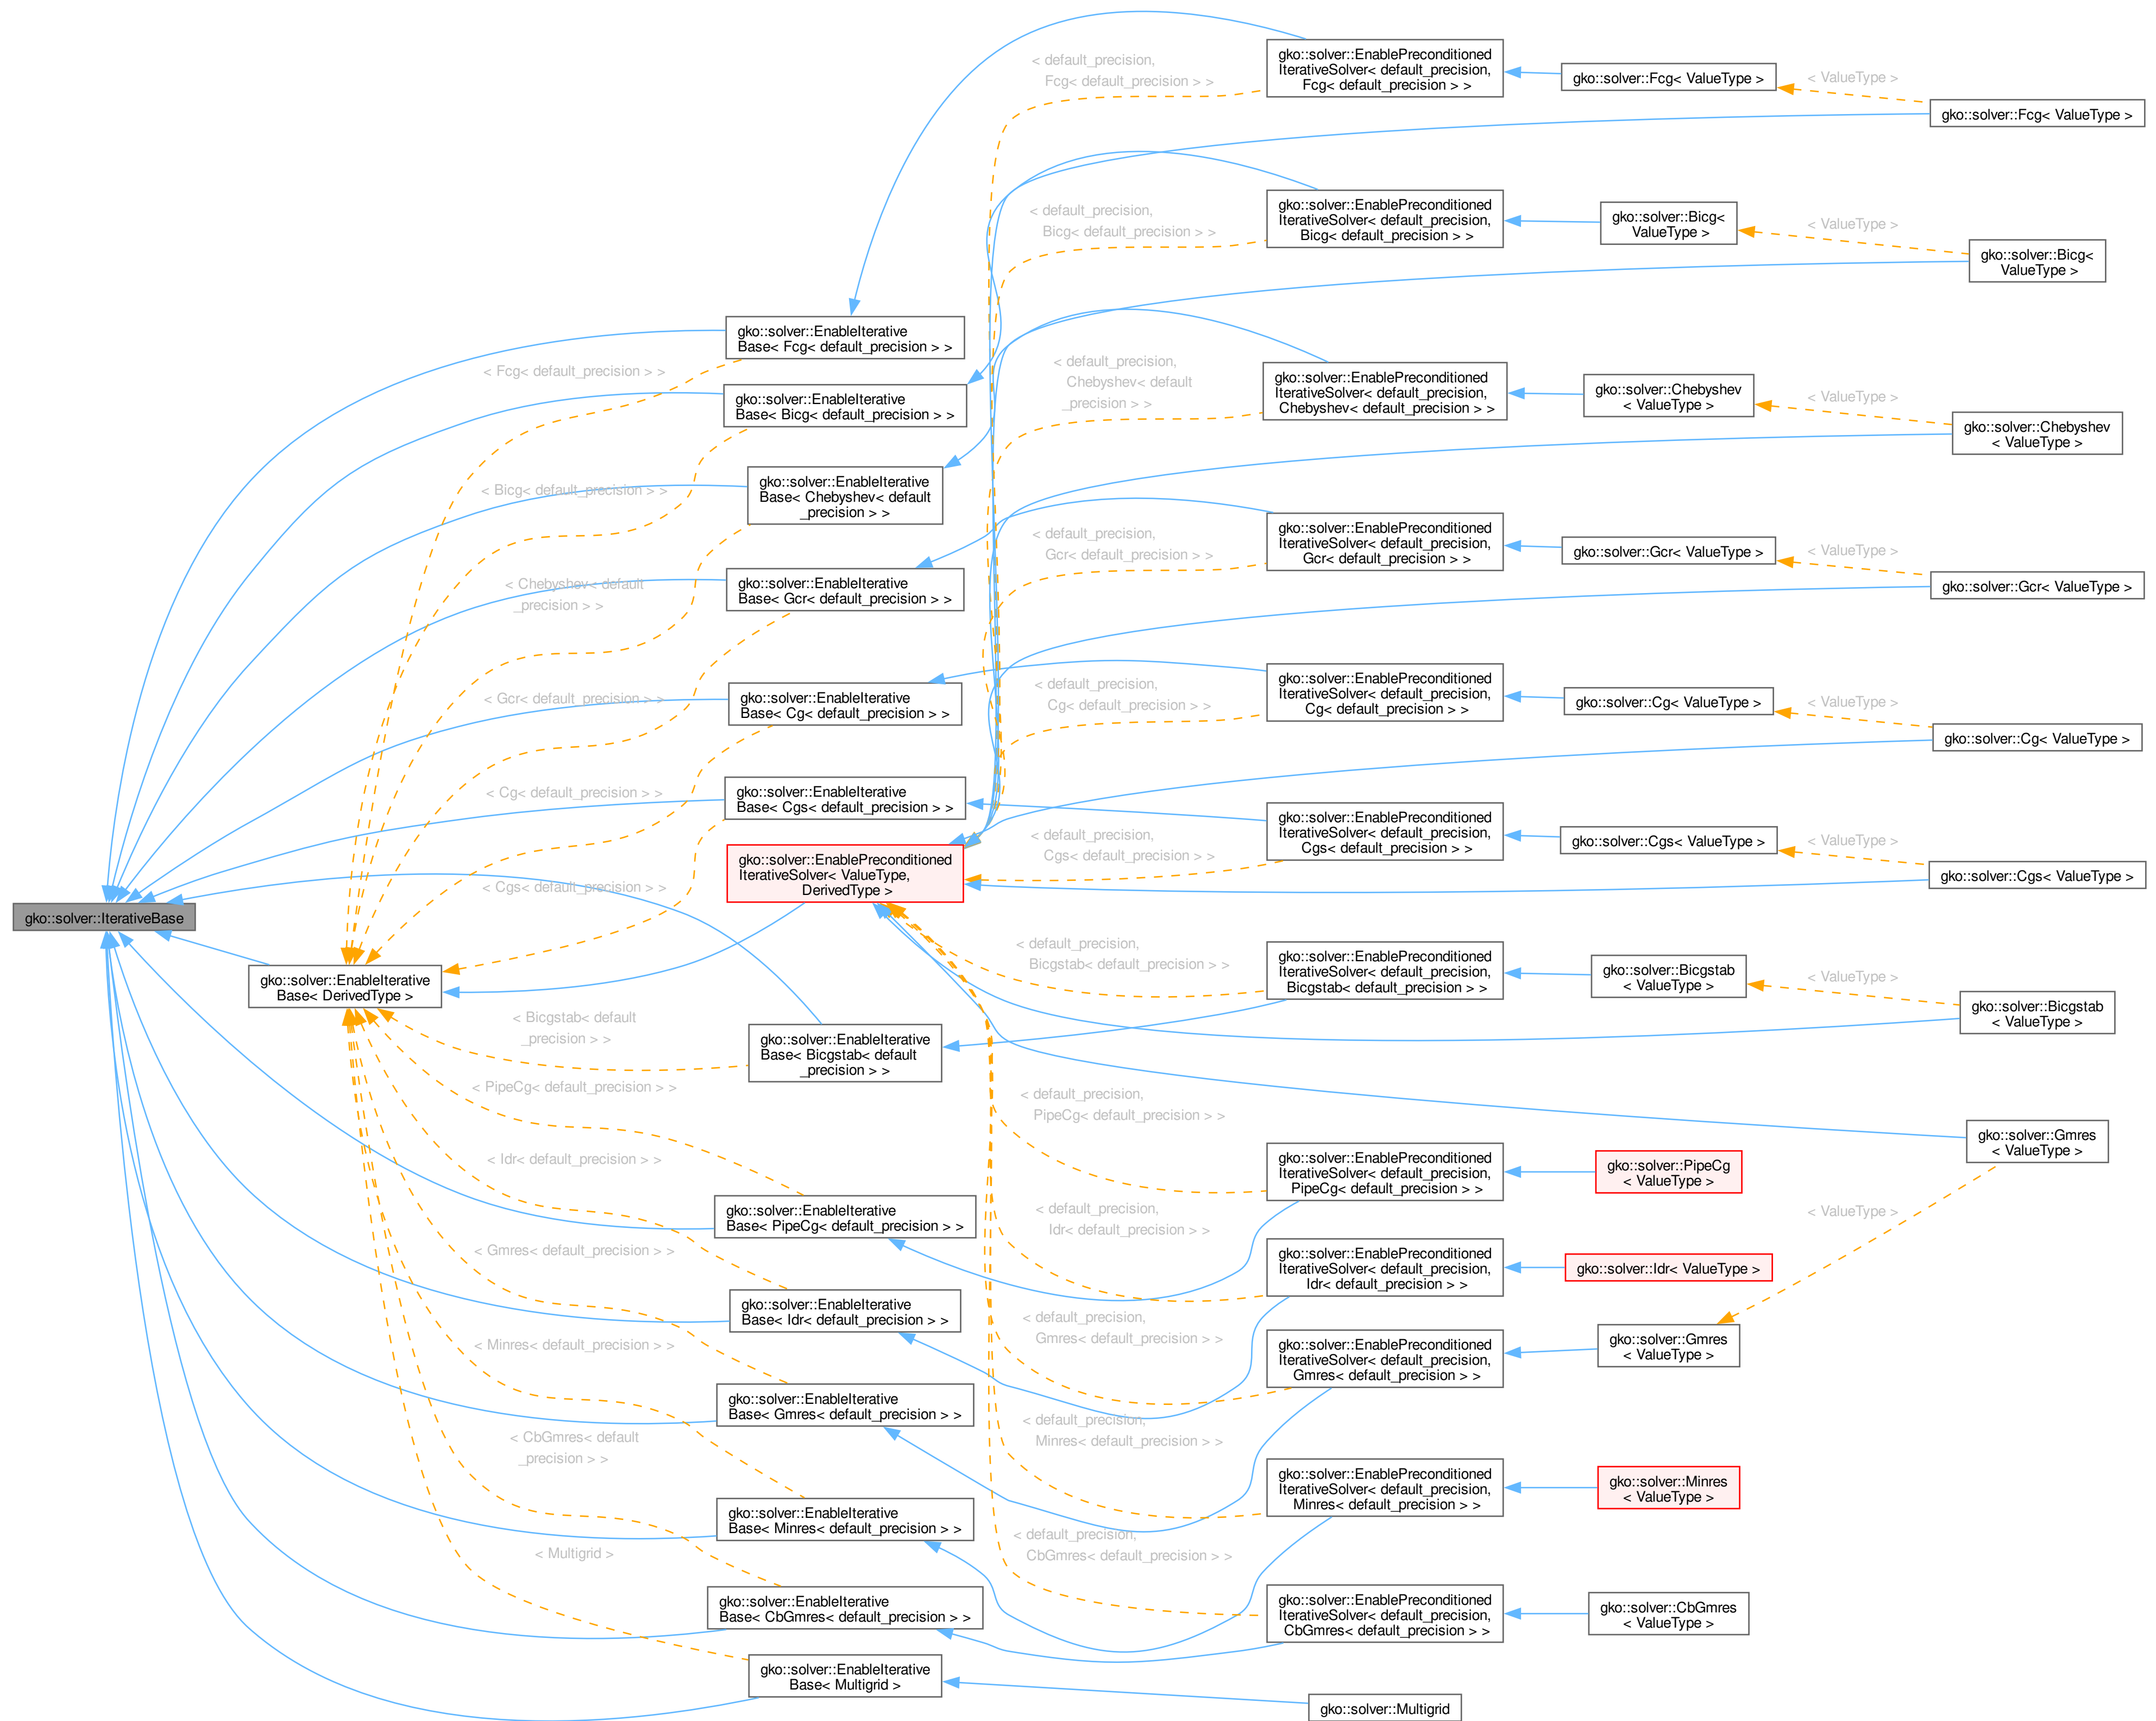 gko::solver::IterativeBase
gko::solver::EnableIterative
Base< DerivedType >
< Fcg< default_precision > >
< Bicg< default_precision > >
< Chebyshev< default
_precision > >
< Gcr< default_precision > >
< Cg< default_precision > >
< Cgs< default_precision > >
< Bicgstab< default
_precision > >
< PipeCg< default_precision > >
< Idr< default_precision > >
< Gmres< default_precision > >
< Minres< default_precision > >
< CbGmres< default
_precision > >
< Multigrid >
gko::solver::EnableIterative
Base< Fcg< default_precision > >
gko::solver::EnableIterative
Base< Bicg< default_precision > >
gko::solver::EnableIterative
Base< Chebyshev< default
_precision > >
gko::solver::EnableIterative
Base< Gcr< default_precision > >
gko::solver::EnableIterative
Base< Cg< default_precision > >
gko::solver::EnableIterative
Base< Cgs< default_precision > >
gko::solver::EnablePreconditioned
IterativeSolver< ValueType,
DerivedType >
gko::solver::EnableIterative
Base< Bicgstab< default
_precision > >
gko::solver::EnableIterative
Base< PipeCg< default_precision > >
gko::solver::EnableIterative
Base< Idr< default_precision > >
gko::solver::EnableIterative
Base< Gmres< default_precision > >
gko::solver::EnableIterative
Base< Minres< default_precision > >
gko::solver::EnableIterative
Base< CbGmres< default_precision > >
gko::solver::EnableIterative
Base< Multigrid >
< default_precision,
Fcg< default_precision > >
< default_precision,
Bicg< default_precision > >
< default_precision,
Chebyshev< default
_precision > >
< default_precision,
Gcr< default_precision > >
< default_precision,
Cg< default_precision > >
< default_precision,
Cgs< default_precision > >
< default_precision,
Bicgstab< default_precision > >
< default_precision,
PipeCg< default_precision > >
< default_precision,
Idr< default_precision > >
< default_precision,
Gmres< default_precision > >
< default_precision,
Minres< default_precision > >
< default_precision,
CbGmres< default_precision > >
gko::solver::EnablePreconditioned
IterativeSolver< default_precision,
Fcg< default_precision > >
gko::solver::EnablePreconditioned
IterativeSolver< default_precision,
Bicg< default_precision > >
gko::solver::EnablePreconditioned
IterativeSolver< default_precision,
Chebyshev< default_precision > >
gko::solver::EnablePreconditioned
IterativeSolver< default_precision,
Gcr< default_precision > >
gko::solver::EnablePreconditioned
IterativeSolver< default_precision,
Cg< default_precision > >
gko::solver::EnablePreconditioned
IterativeSolver< default_precision,
Cgs< default_precision > >
gko::solver::EnablePreconditioned
IterativeSolver< default_precision,
Bicgstab< default_precision > >
gko::solver::EnablePreconditioned
IterativeSolver< default_precision,
PipeCg< default_precision > >
gko::solver::EnablePreconditioned
IterativeSolver< default_precision,
Idr< default_precision > >
gko::solver::EnablePreconditioned
IterativeSolver< default_precision,
Gmres< default_precision > >
gko::solver::EnablePreconditioned
IterativeSolver< default_precision,
Minres< default_precision > >
gko::solver::EnablePreconditioned
IterativeSolver< default_precision,
CbGmres< default_precision > >
gko::solver::Multigrid
gko::solver::Fcg< ValueType >
gko::solver::Bicg<
ValueType >
gko::solver::Chebyshev
< ValueType >
gko::solver::Gcr< ValueType >
gko::solver::Cg< ValueType >
gko::solver::Cgs< ValueType >
gko::solver::Bicgstab
< ValueType >
gko::solver::PipeCg
< ValueType >
gko::solver::Idr< ValueType >
gko::solver::Gmres
< ValueType >
gko::solver::Minres
< ValueType >
gko::solver::CbGmres
< ValueType >
< ValueType >
< ValueType >
< ValueType >
< ValueType >
< ValueType >
< ValueType >
< ValueType >
< ValueType >
gko::solver::Fcg< ValueType >
gko::solver::Bicg<
ValueType >
gko::solver::Chebyshev
< ValueType >
gko::solver::Gcr< ValueType >
gko::solver::Cg< ValueType >
gko::solver::Cgs< ValueType >
gko::solver::Bicgstab
< ValueType >
gko::solver::Gmres
< ValueType >